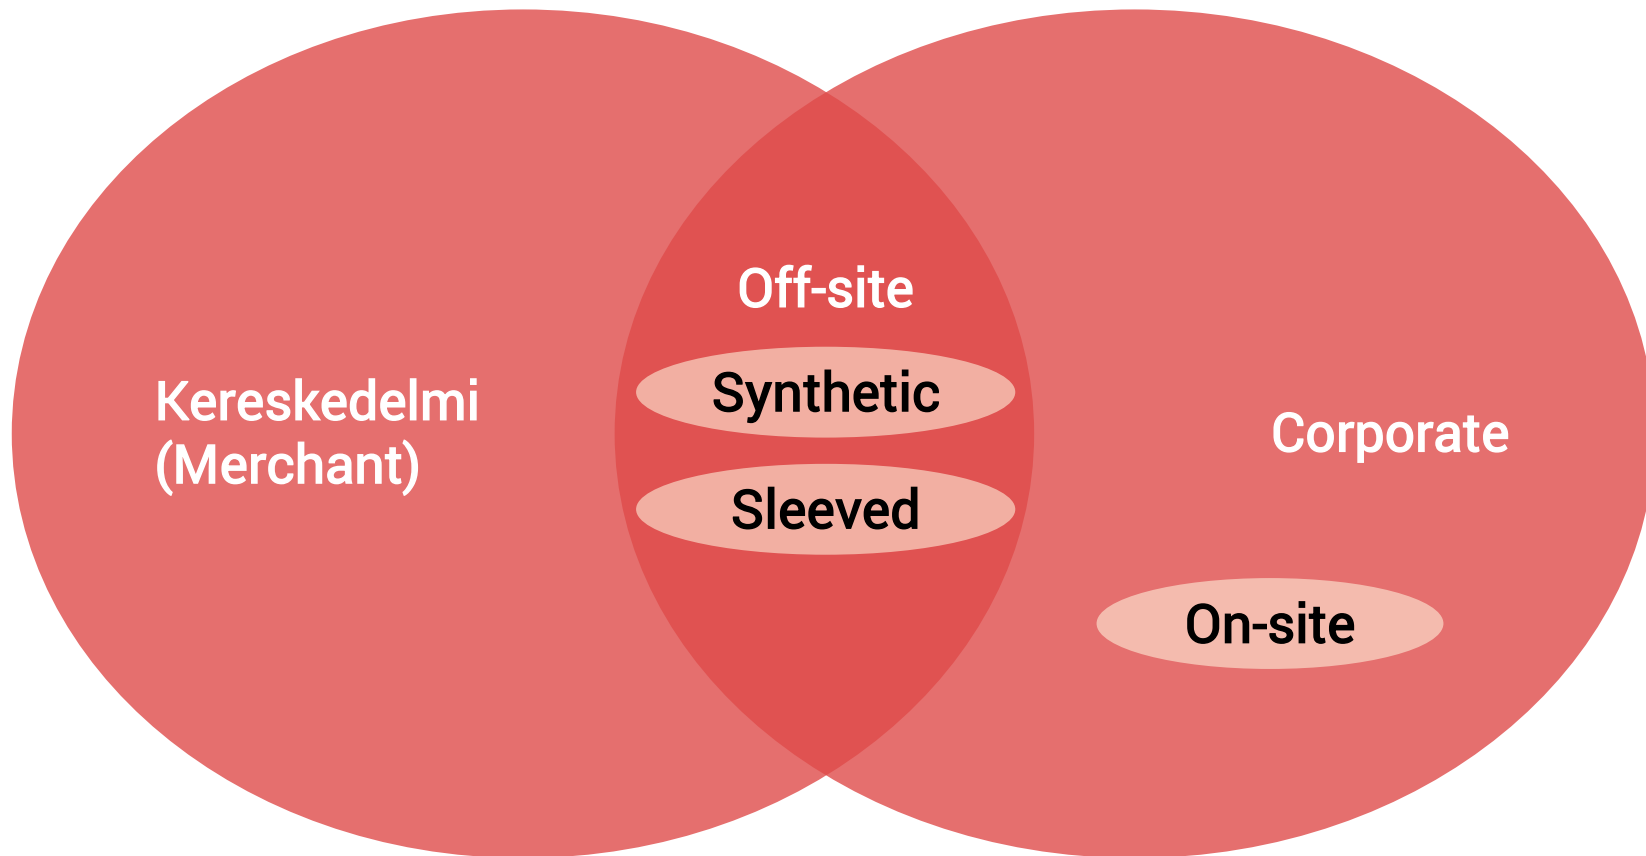 Kereskedelmi
(Merchant)
Off-site
Synthetic
Sleeved
Corporate
On-site